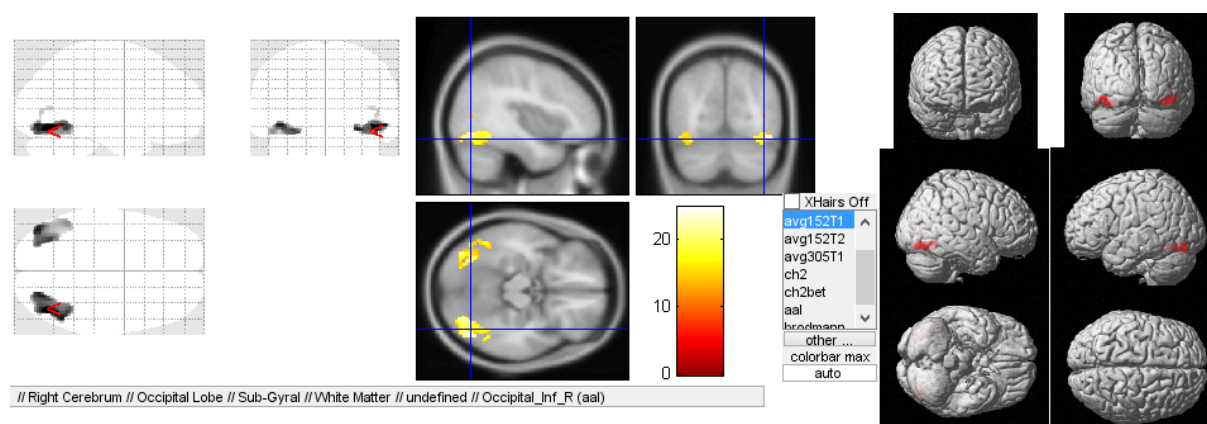 XHairs Off
avg152T1
avg152T2
avg305T1
ch2
ch2bet
aal
brodmann
other ...
colorbar max
auto
20
10
0
// Right Cerebrum // Occipital Lobe // Sub-Gyral // White Matter // undefined // Occipital_Inf_R (aal)